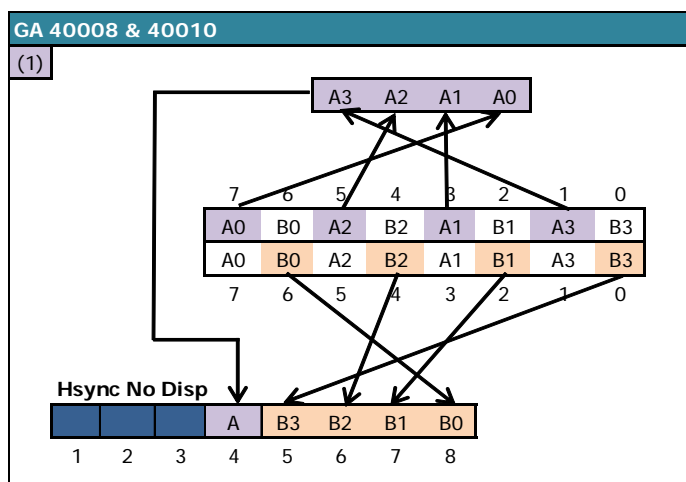 GA 40008 & 40010
(1)
A3 A2 A1 A0
7 6 5 4 3 2 1 0
A0 B0 A2 B2 A1 B1 A3 B3
A0 B0 A2 B2 A1 B1 A3 B3
7 6 5 4 3 2 1 0
Hsync No Disp
A B3 B2 B1 B0
1 2 3 4 5 6 7 8